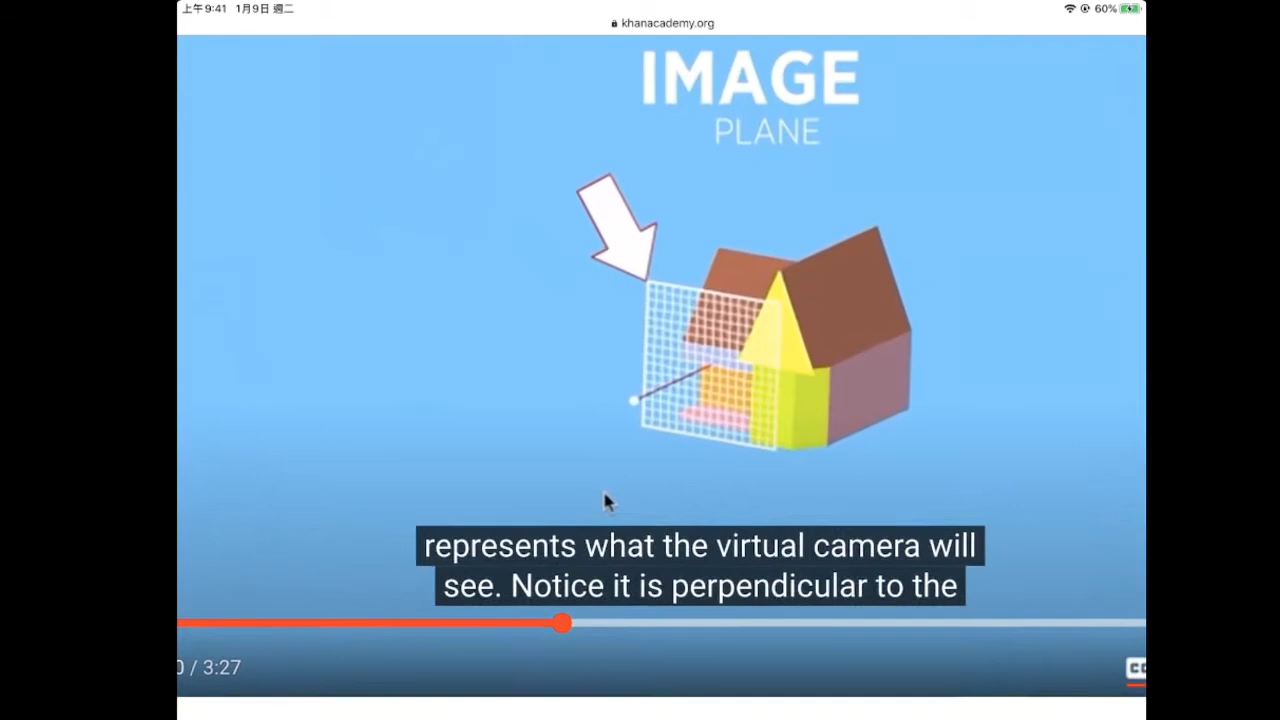 上午9:41 1月9日 週二
60%
khanacademy.org
IMAGE
PLANE
represents what the virtual camera will
see. Notice it is perpendicular to the
/ 3:27